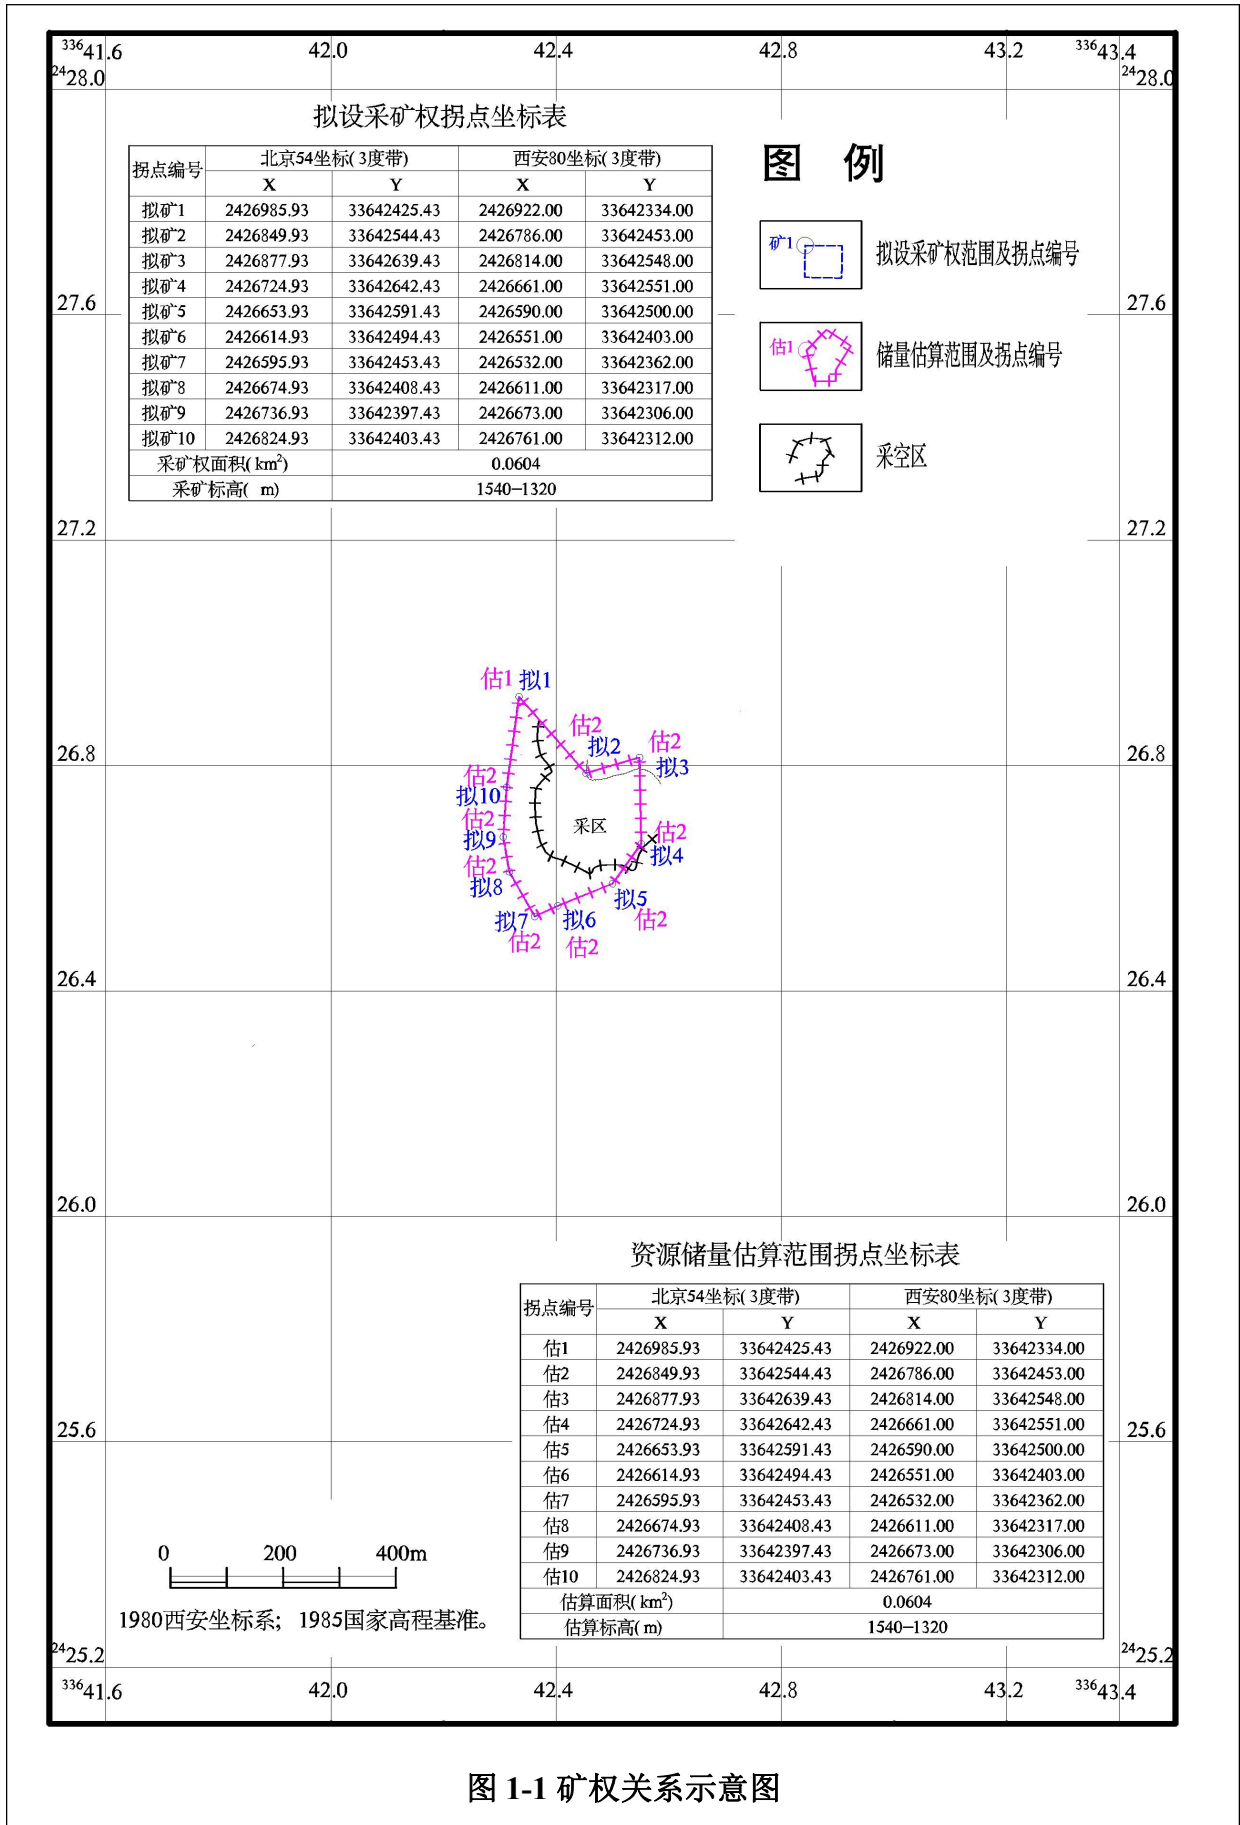 33641.6 42.0 42.4 42.8 43.2 33643.4
2428.0 2428.0
拟设采矿权拐点坐标表
图 例
拐点编号 北京54坐标(3度带) 西安80坐标(3度带)
X Y X Y
拟矿1 2426985.93 33642425.43 2426922.00 33642334.00
拟矿2 2426849.93 33642544.43 2426786.00 33642453.00
拟矿3 2426877.93 33642639.43 2426814.00 33642548.00
拟矿4 2426724.93 33642642.43 2426661.00 33642551.00
拟矿5 2426653.93 33642591.43 2426590.00 33642500.00
拟矿6 2426614.93 33642494.43 2426551.00 33642403.00
拟矿7 2426595.93 33642453.43 2426532.00 33642362.00
拟矿8 2426674.93 33642408.43 2426611.00 33642317.00
拟矿9 2426736.93 33642397.43 2426673.00 33642306.00
拟矿10 2426824.93 33642403.43 2426761.00 33642312.00
采矿权面积(km²) 0.0604
采矿标高( m) 1540–1320
矿1 拟设采矿权范围及拐点编号
估1 储量估算范围及拐点编号
采空区
27.6 27.6
27.2 27.2
估1 拟1
估2
拟2 估2
26.8 26.8
拟3
估2
拟10
估2
采区 估2
拟9
拟4
估2
拟8
拟5
拟7 拟6 估2
估2 估2
26.4 26.4
26.0 26.0
资源储量估算范围拐点坐标表
拐点编号 北京54坐标(3度带) 西安80坐标(3度带)
X Y X Y
估1 2426985.93 33642425.43 2426922.00 33642334.00
估2 2426849.93 33642544.43 2426786.00 33642453.00
估3 2426877.93 33642639.43 2426814.00 33642548.00
估4 2426724.93 33642642.43 2426661.00 33642551.00
估5 2426653.93 33642591.43 2426590.00 33642500.00
估6 2426614.93 33642494.43 2426551.00 33642403.00
估7 2426595.93 33642453.43 2426532.00 33642362.00
估8 2426674.93 33642408.43 2426611.00 33642317.00
估9 2426736.93 33642397.43 2426673.00 33642306.00
估10 2426824.93 33642403.43 2426761.00 33642312.00
估算面积(km²) 0.0604
估算标高(m) 1540–1320
25.6 25.6
0 200 400m
1980西安坐标系；1985国家高程基准。
2425.2 2425.2
33641.6 42.0 42.4 42.8 43.2 33643.4
图 1-1 矿权关系示意图